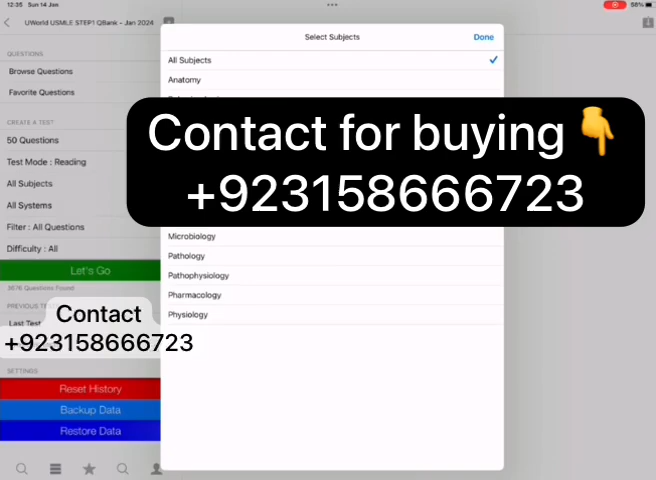 12:35 Sun 14 Jan
58%
UWorld USMLE STEP1 QBank - Jan 2024
Select Subjects
Done
QUESTIONS
Browse Questions
Favorite Questions
CREATE A TEST
50 Questions
Test Mode : Reading
All Subjects
All Systems
Filter : All Questions
Difficulty : All
Let's Go
3676 Questions Found
Last Test
SETTINGS
Reset History
Backup Data
Restore Data
All Subjects
Anatomy
Contact for buying 👇
+923158666723
Microbiology
Pathology
Pathophysiology
Pharmacology
Physiology
Contact
+923158666723